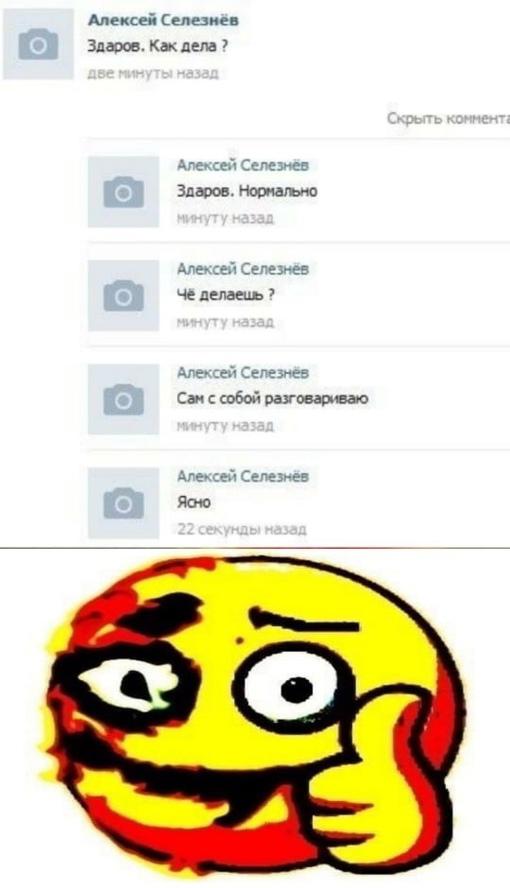 Алексей Селезнёв
Здаров. Как дела ?
две минуты назад
Скрыть коммента
Алексей Селезнёв
Здаров. Нормально
минуту назад
Алексей Селезнёв
Чё делаешь ?
минуту назад
Алексей Селезнёв
Сам с собой разговариваю
минуту назад
Алексей Селезнёв
Ясно
22 секунды назад